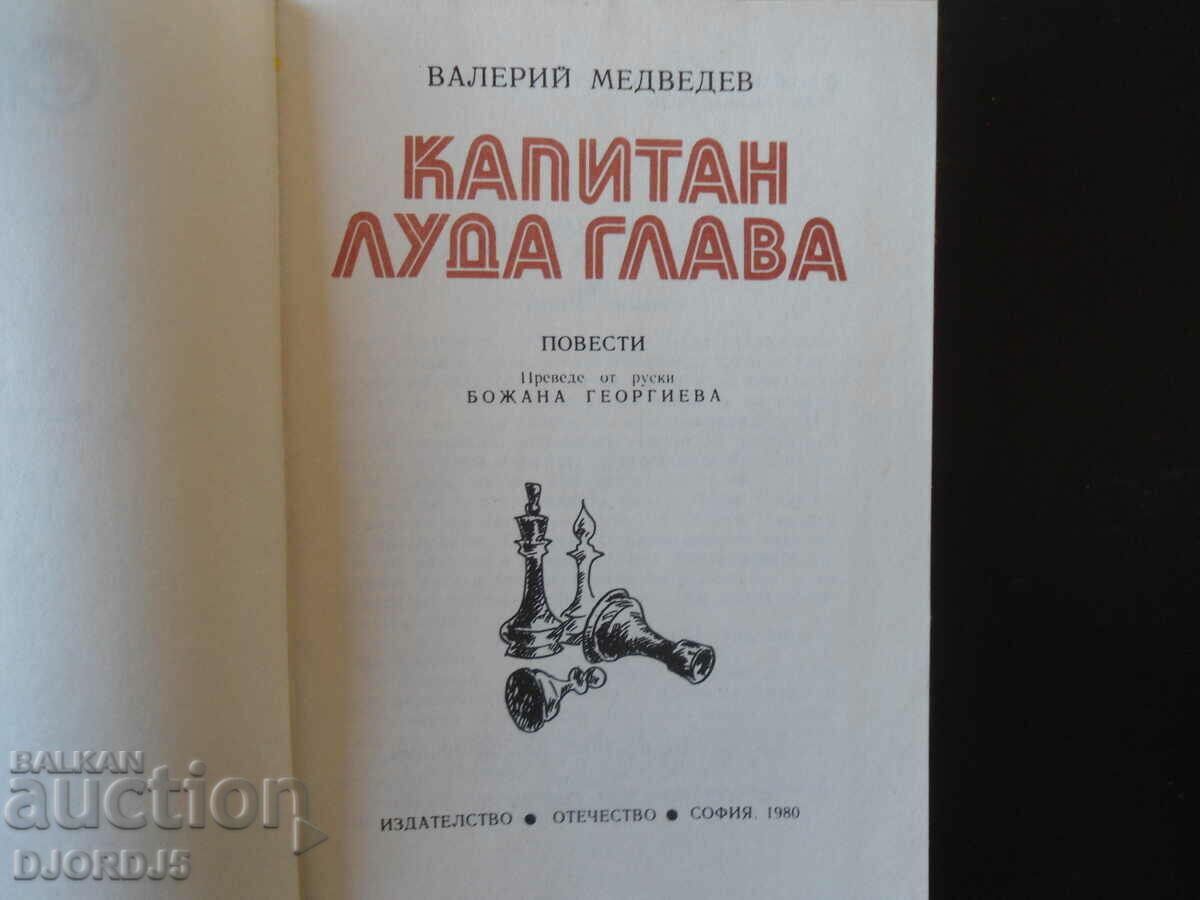 ВАЛЕРИЙ МЕДВЕДЕВ
КАПИТАН
ЛУДА ГЛАВА
ПОВЕСТИ
Преведе от руски
БОЖАНА ГЕОРГИЕВА
ИЗДАТЕЛСТВО ● ОТЕЧЕСТВО ● СОФИЯ, 1980
BALKAN
auction
DJORDJ5